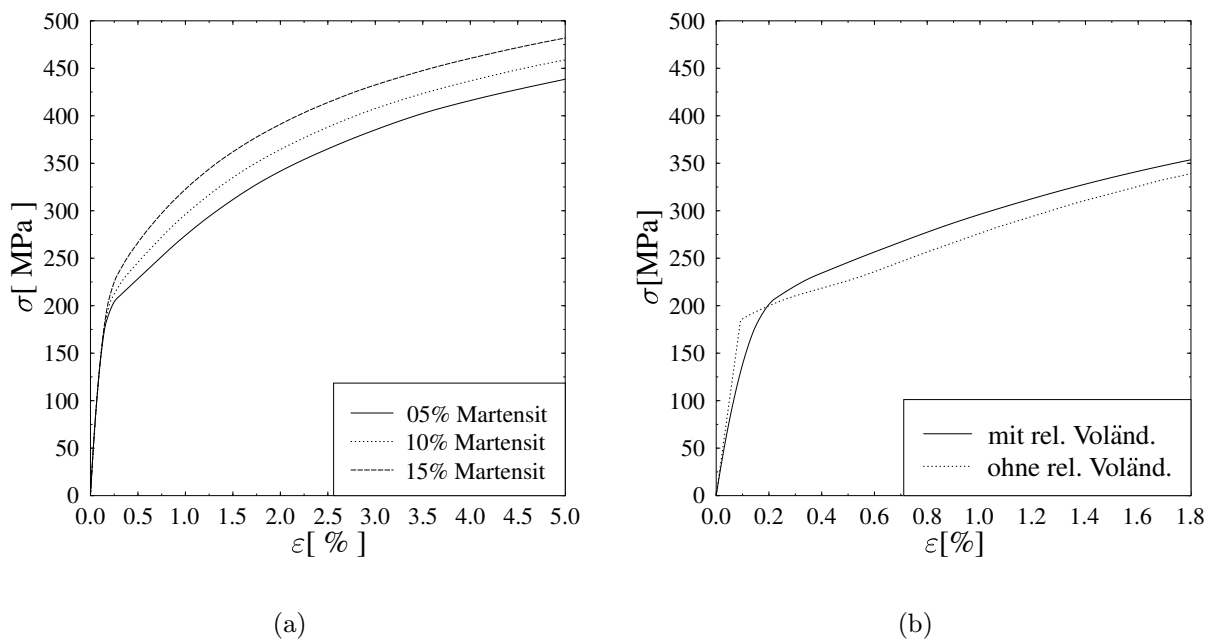 500
450
400
350
300
250
200
150
100
50
0
σ[ MPa]
0.0 0.5 1.0 1.5 2.0 2.5 3.0 3.5 4.0 4.5 5.0
ε[ % ]
05% Martensit
10% Martensit
15% Martensit
(a)
500
450
400
350
300
250
200
150
100
50
0
σ[MPa]
0.0 0.2 0.4 0.6 0.8 1.0 1.2 1.4 1.6 1.8
ε[%]
mit rel. Voländ.
ohne rel. Voländ.
(b)